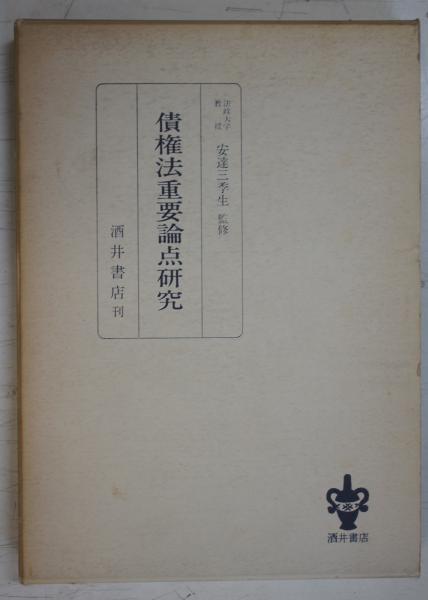 法政大学
教授
安達三季生 監修
債権法重要論点研究
酒井書店 刊
酒井書店